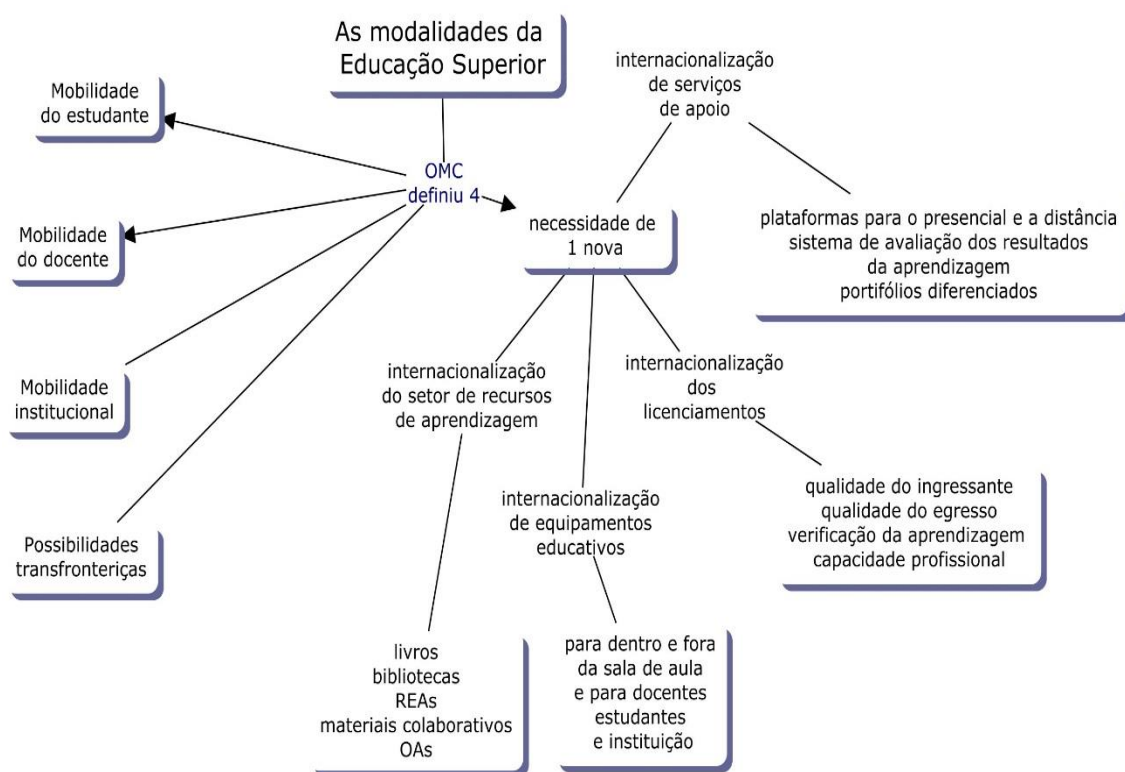 As modalidades da
Educação Superior
OMC
definiu 4
Mobilidade
do estudante
Mobilidade
do docente
Mobilidade
institucional
Possibilidades
transfronteriças
necessidade de
1 nova
internacionalização
de serviços
de apoio
plataformas para o presencial e a distância
sistema de avaliação dos resultados
da aprendizagem
portifólios diferenciados
internacionalização
do setor de recursos
de aprendizagem
livros
bibliotecas
REAs
materiais colaborativos
OAs
internacionalização
de equipamentos
educativos
para dentro e fora
da sala de aula
e para docentes
estudantes
e instituição
internacionalização
dos
licenciamentos
qualidade do ingressante
qualidade do egresso
verificação da aprendizagem
capacidade profissional